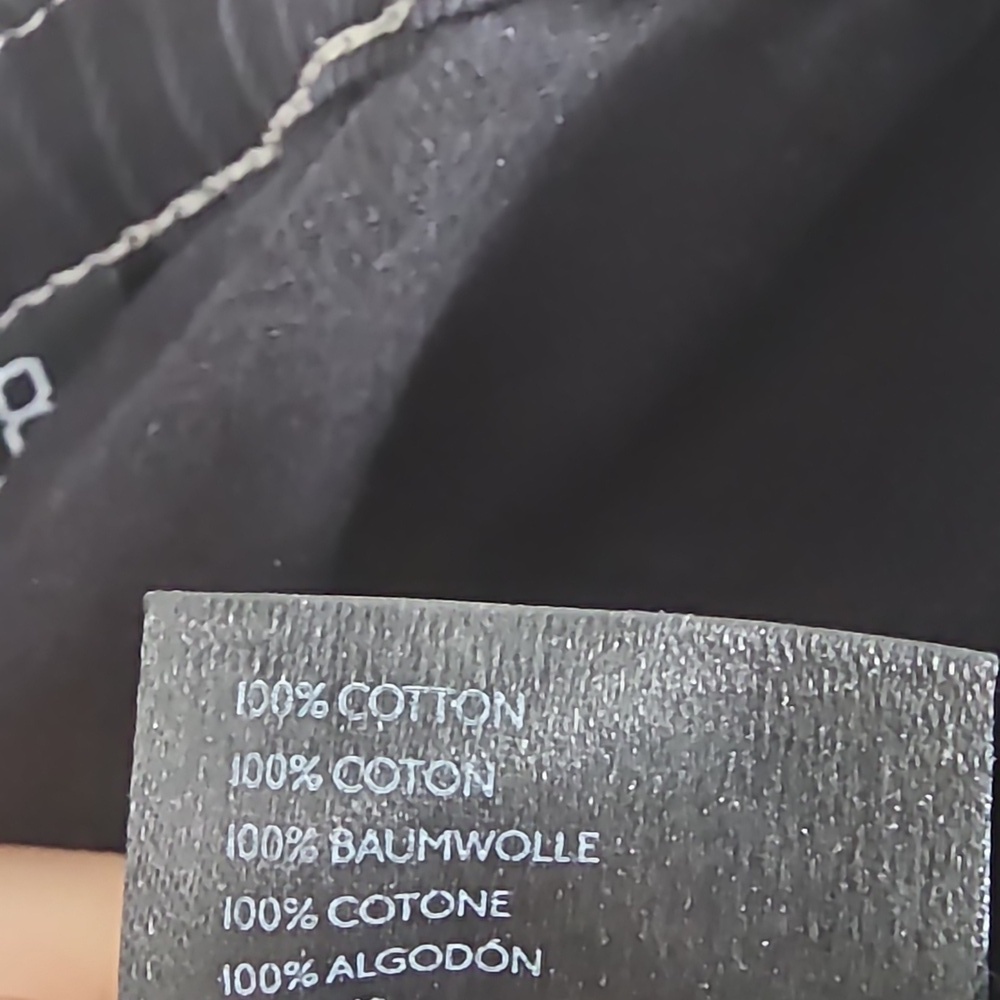 100% COTTON
100% COTON
100% BAUMWOLLE
100% COTONE
100% ALGODÓN